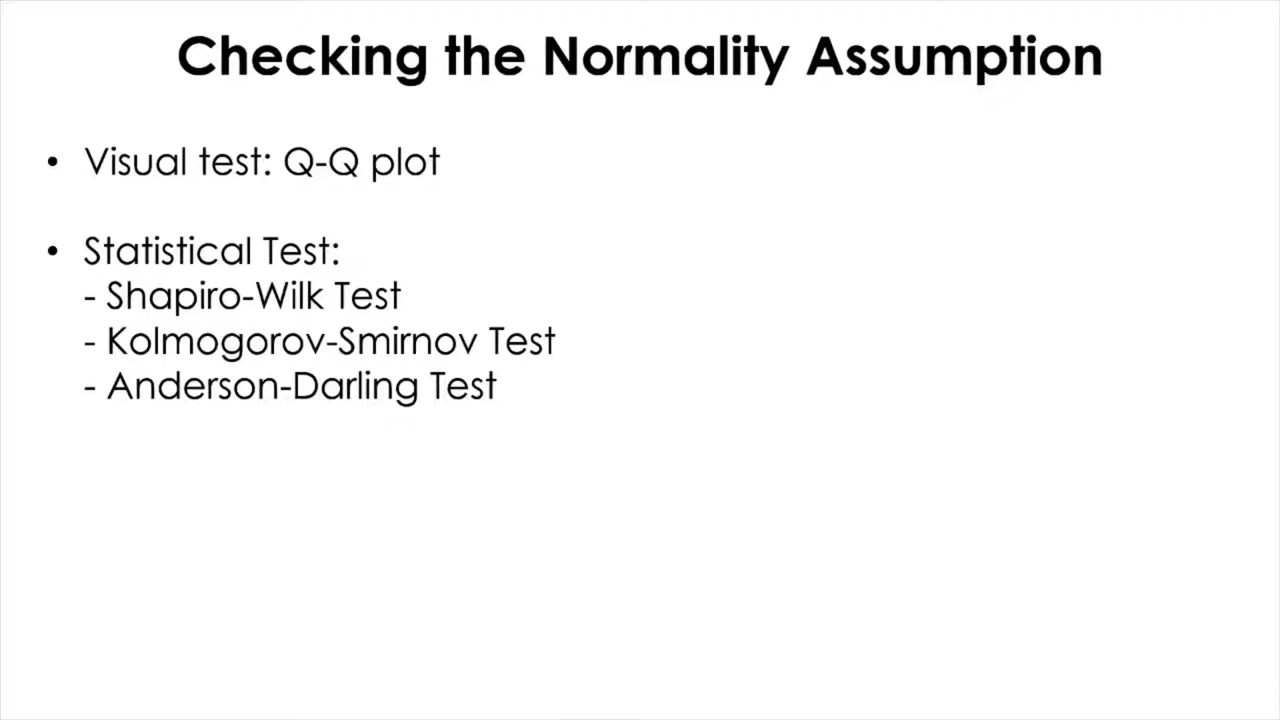 Checking the Normality Assumption
• Visual test: Q-Q plot
• Statistical Test:
- Shapiro-Wilk Test
- Kolmogorov-Smirnov Test
- Anderson-Darling Test